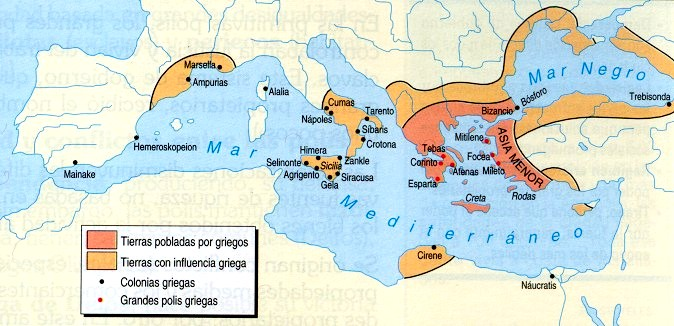 Marsella
Ampurias
Alalia
Hemeroskopeion
Mainake
Cumas
Nápoles
Tarento
Síbaris
Crotona
Himera
Zankle
Selinonte
Sicilia
Agrigento
Siracusa
Gela
Mar Negro
Trebisonda
Bósforo
Bizancio
ASIA MENOR
Mitilene
Tebas
Focea
Corinto
Atenas
Mileto
Esparta
Creta
Rodas
Mar Mediterráneo
Cirene
Náucratis
Tierras pobladas por griegos
Tierras con influencia griega
Colonias griegas
Grandes polis griegas